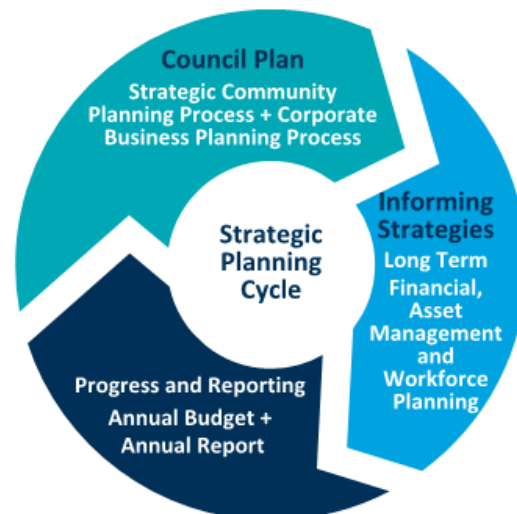 Council Plan
Strategic Community
Planning Process + Corporate
Business Planning Process
Informing
Strategies
Long Term
Financial,
Asset
Management
and
Workforce
Planning
Strategic
Planning
Cycle
Progress and Reporting
Annual Budget +
Annual Report